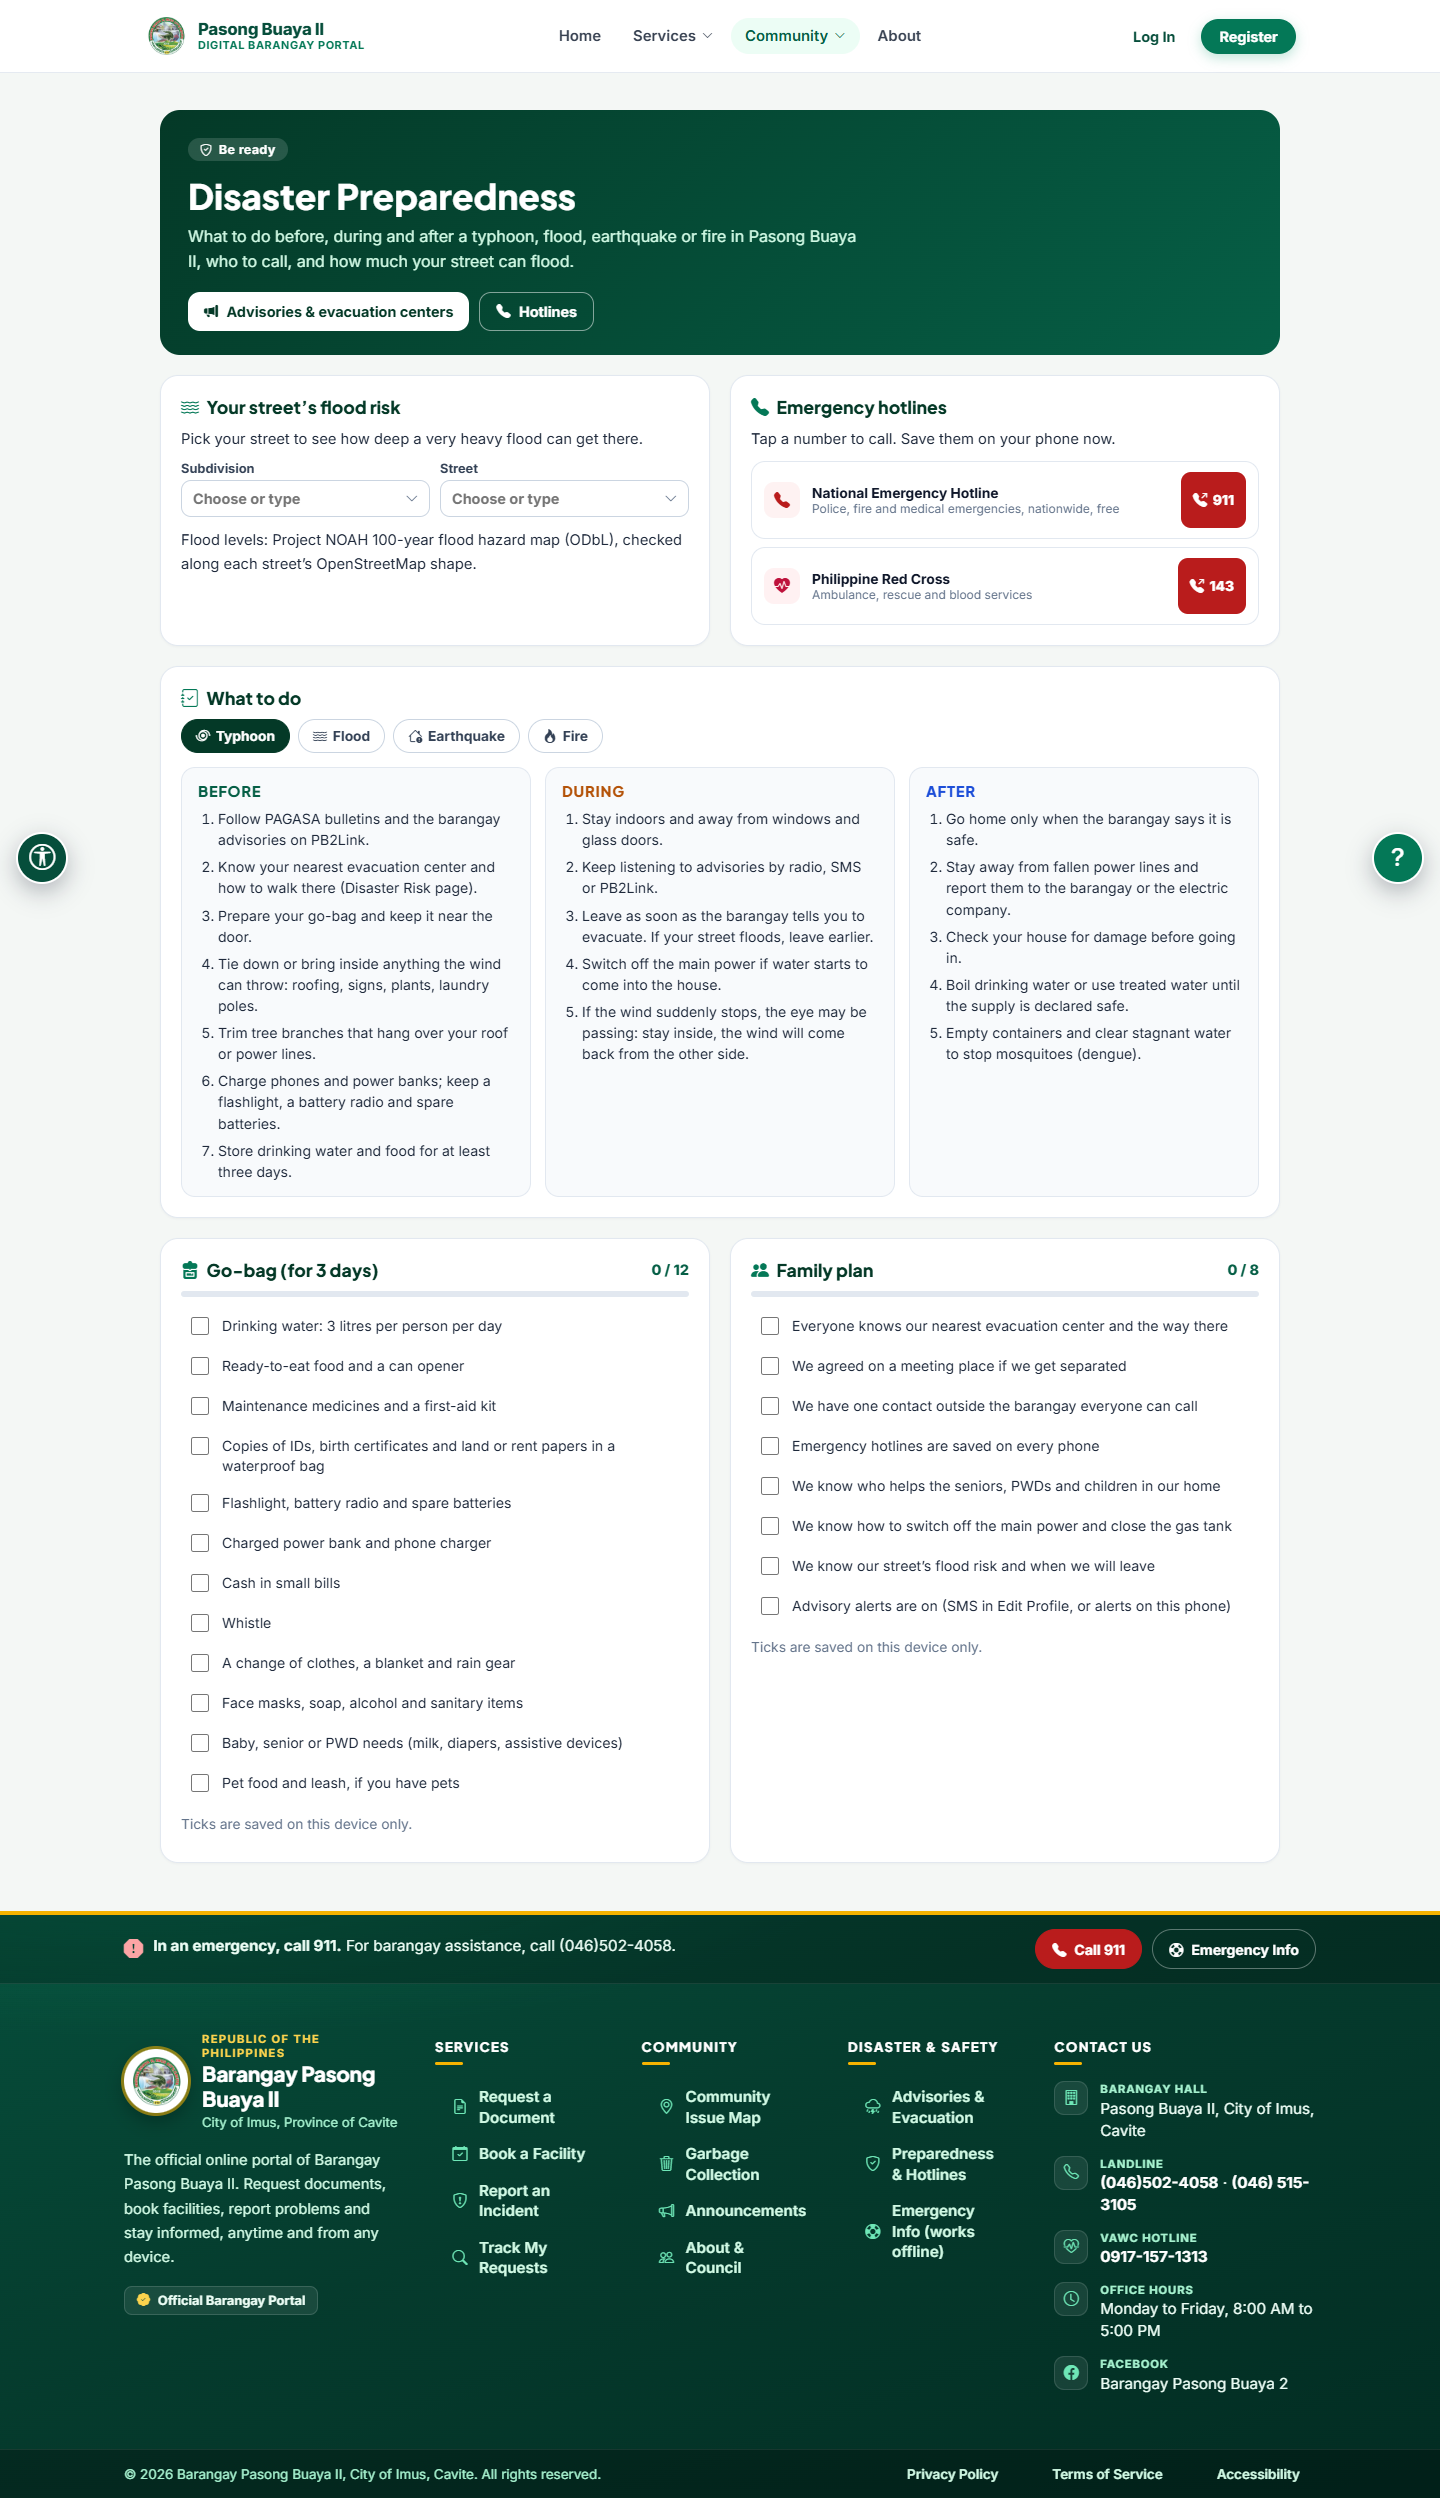 Pasong Buaya II
DIGITAL BARANGAY PORTAL
Home
Services
Community
About
Log In
Register
Be ready
Disaster Preparedness
What to do before, during and after a typhoon, flood, earthquake or fire in Pasong Buaya
II, who to call, and how much your street can flood.
Advisories & evacuation centers
Hotlines
Your street’s flood risk
Pick your street to see how deep a very heavy flood can get there.
Subdivision
Street
Choose or type
Choose or type
Flood levels: Project NOAH 100-year flood hazard map (ODbL), checked
along each street’s OpenStreetMap shape.
Emergency hotlines
Tap a number to call. Save them on your phone now.
National Emergency Hotline
Police, fire and medical emergencies, nationwide, free
911
Philippine Red Cross
Ambulance, rescue and blood services
143
What to do
Typhoon
Flood
Earthquake
Fire
BEFORE
1. Follow PAGASA bulletins and the barangay
advisories on PB2Link.
2. Know your nearest evacuation center and
how to walk there (Disaster Risk page).
3. Prepare your go-bag and keep it near the
door.
4. Tie down or bring inside anything the wind
can throw: roofing, signs, plants, laundry
poles.
5. Trim tree branches that hang over your roof
or power lines.
6. Charge phones and power banks; keep a
flashlight, a battery radio and spare
batteries.
7. Store drinking water and food for at least
three days.
DURING
1. Stay indoors and away from windows and
glass doors.
2. Keep listening to advisories by radio, SMS
or PB2Link.
3. Leave as soon as the barangay tells you to
evacuate. If your street floods, leave earlier.
4. Switch off the main power if water starts to
come into the house.
5. If the wind suddenly stops, the eye may be
passing: stay inside, the wind will come
back from the other side.
AFTER
1. Go home only when the barangay says it is
safe.
2. Stay away from fallen power lines and
report them to the barangay or the electric
company.
3. Check your house for damage before going
in.
4. Boil drinking water or use treated water until
the supply is declared safe.
5. Empty containers and clear stagnant water
to stop mosquitoes (dengue).
?
Go-bag (for 3 days)
0 / 12
Drinking water: 3 litres per person per day
Ready-to-eat food and a can opener
Maintenance medicines and a first-aid kit
Copies of IDs, birth certificates and land or rent papers in a
waterproof bag
Flashlight, battery radio and spare batteries
Charged power bank and phone charger
Cash in small bills
Whistle
A change of clothes, a blanket and rain gear
Face masks, soap, alcohol and sanitary items
Baby, senior or PWD needs (milk, diapers, assistive devices)
Pet food and leash, if you have pets
Ticks are saved on this device only.
Family plan
0 / 8
Everyone knows our nearest evacuation center and the way there
We agreed on a meeting place if we get separated
We have one contact outside the barangay everyone can call
Emergency hotlines are saved on every phone
We know who helps the seniors, PWDs and children in our home
We know how to switch off the main power and close the gas tank
We know our street’s flood risk and when we will leave
Advisory alerts are on (SMS in Edit Profile, or alerts on this phone)
Ticks are saved on this device only.
In an emergency, call 911. For barangay assistance, call (046)502-4058.
Call 911
Emergency Info
REPUBLIC OF THE
PHILIPPINES
Barangay Pasong
Buaya II
City of Imus, Province of Cavite
The official online portal of Barangay
Pasong Buaya II. Request documents,
book facilities, report problems and
stay informed, anytime and from any
device.
Official Barangay Portal
SERVICES
Request a
Document
Book a Facility
Report an
Incident
Track My
Requests
COMMUNITY
Community
Issue Map
Garbage
Collection
Announcements
About &
Council
DISASTER & SAFETY
Advisories &
Evacuation
Preparedness
& Hotlines
Emergency
Info (works
offline)
CONTACT US
BARANGAY HALL
Pasong Buaya II, City of Imus,
Cavite
LANDLINE
(046)502-4058 · (046) 515-
3105
VAWC HOTLINE
0917-157-1313
OFFICE HOURS
Monday to Friday, 8:00 AM to
5:00 PM
FACEBOOK
Barangay Pasong Buaya 2
© 2026 Barangay Pasong Buaya II, City of Imus, Cavite. All rights reserved.
Privacy Policy
Terms of Service
Accessibility